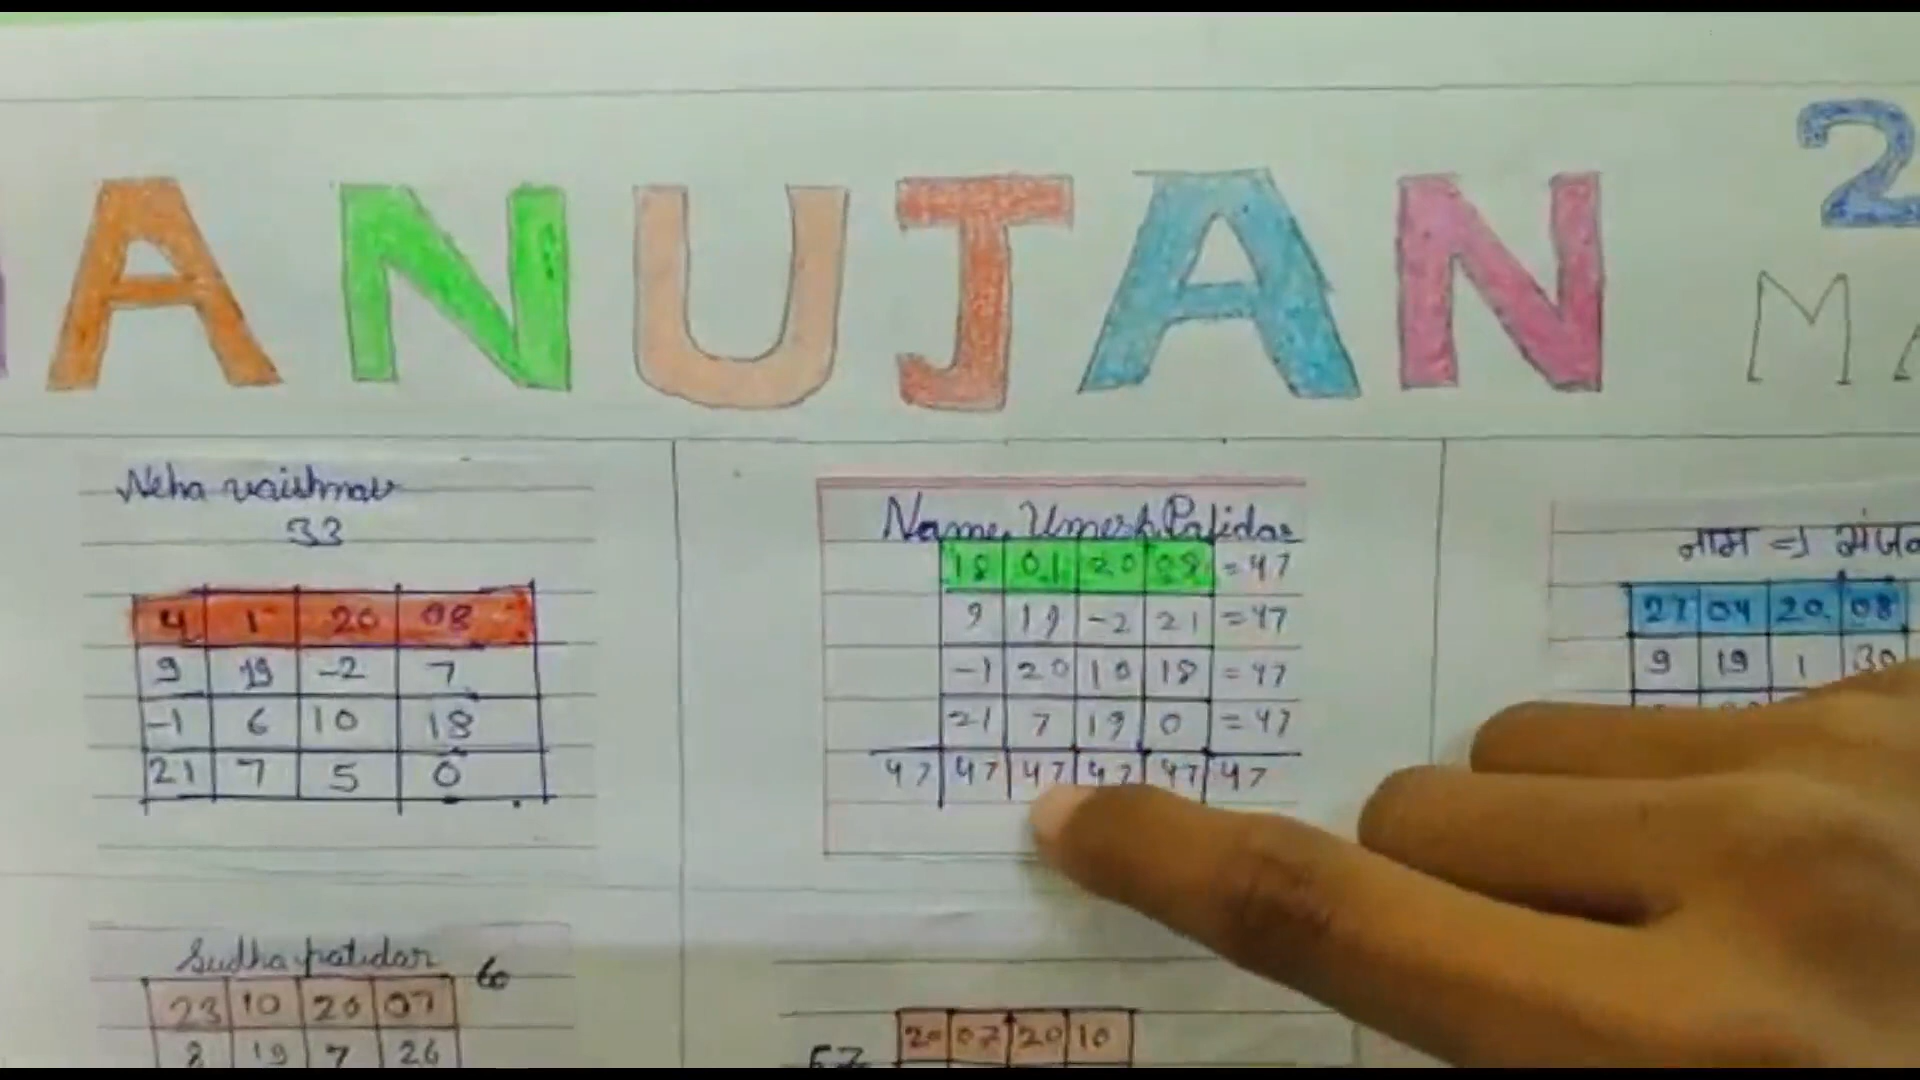 ANUJAN
2
MA
Neha vaishnav
33
4 1 20 08
9 19 -2 7
-1 6 10 18
21 7 5 0
Name. Umesh Patidar
18 01 20 08 = 47
9 19 -2 21 = 47
-1 20 10 18 = 47
21 7 19 0 = 47
47 47 47 47 47 47
नाम =>
27 04 20 08
9 19 1 30
Sudha patidar 60
23 10 20 07
8 19 7 26
57
20 07 20 10